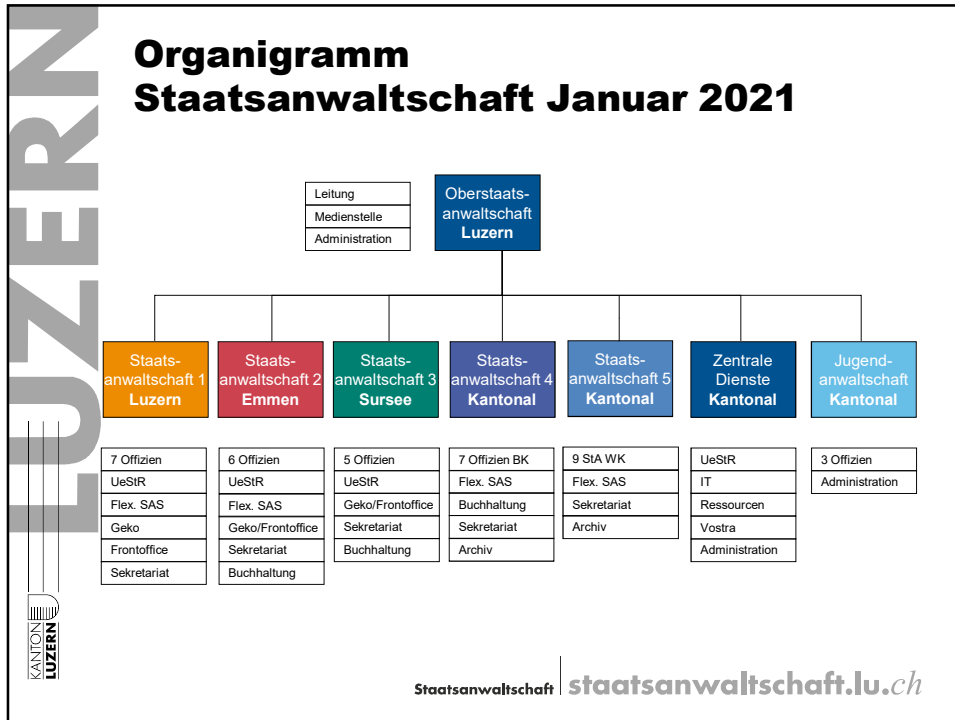 LUZERN
Organigramm
Staatsanwaltschaft Januar 2021
Leitung
Medienstelle
Administration
Oberstaats-
anwaltschaft
Luzern
Staats-
anwaltschaft 1
Luzern
7 Offizien
UeStR
Flex. SAS
Geko
Frontoffice
Sekretariat
Staats-
anwaltschaft 2
Emmen
6 Offizien
UeStR
Flex. SAS
Geko/Frontoffice
Sekretariat
Buchhaltung
Staats-
anwaltschaft 3
Sursee
5 Offizien
UeStR
Geko/Frontoffice
Sekretariat
Buchhaltung
Staats-
anwaltschaft 4
Kantonal
7 Offizien BK
Flex. SAS
Buchhaltung
Sekretariat
Archiv
Staats-
anwaltschaft 5
Kantonal
9 StA WK
Flex. SAS
Sekretariat
Archiv
Zentrale
Dienste
Kantonal
UeStR
IT
Ressourcen
Vostra
Administration
Jugend-
anwaltschaft
Kantonal
3 Offizien
Administration
KANTON
LUZERN
Staatsanwaltschaft
staatsanwaltschaft.lu.ch